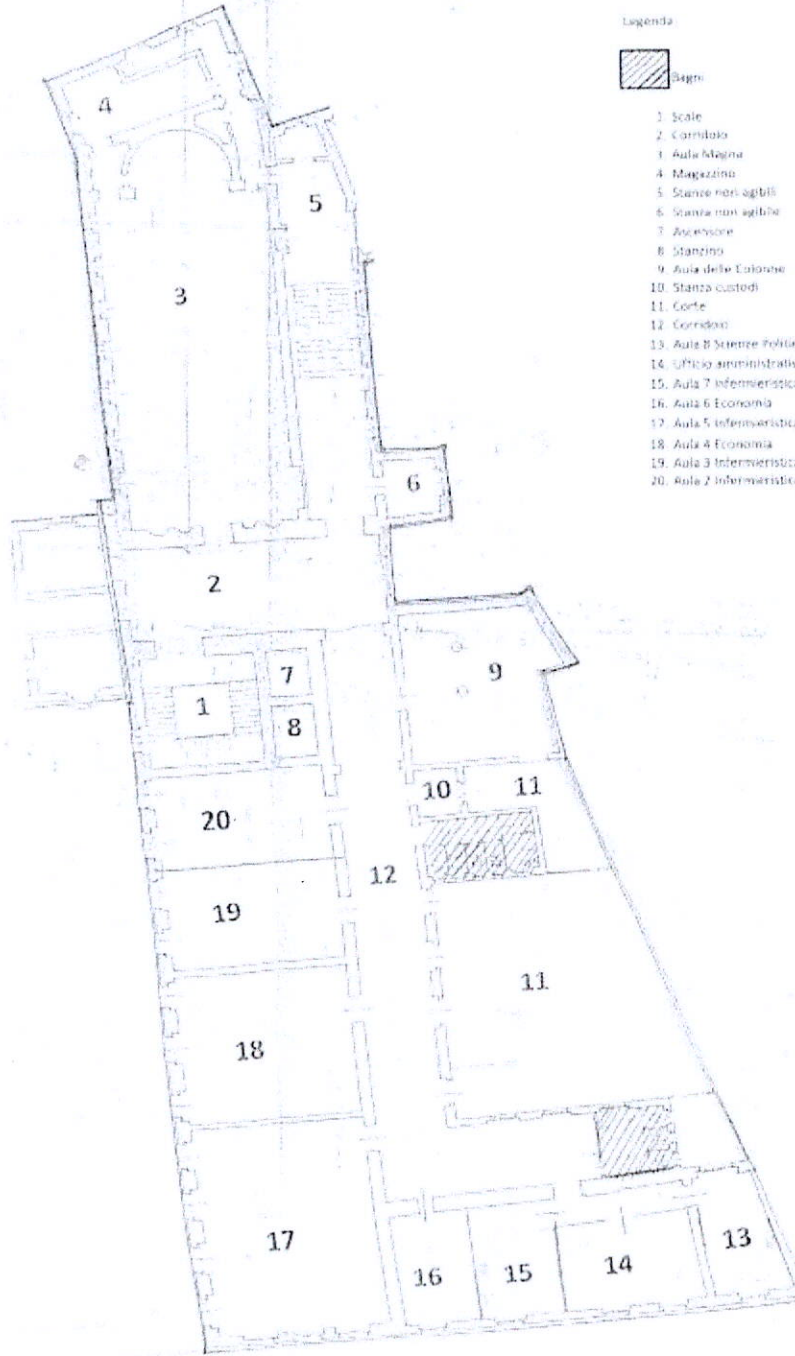 Legenda
Bagni
1. Scale
2. Corridoio
3. Aula Magna
4. Magazzino
5. Stanze non agibili
6. Stanza non agibile
7. Ascensore
8. Stanzino
9. Aula delle Colonne
10. Stanza custodi
11. Corte
12. Corridoio
13. Aula 8 Scienze Politi
14. Ufficio amministrativ
15. Aula 7 Infermieristica
16. Aula 6 Economia
17. Aula 5 Infermieristica
18. Aula 4 Economia
19. Aula 3 Infermieristica
20. Aula 2 Infermieristica
4
5
3
6
2
9
7
1
8
10
11
20
12
19
11
18
17
16
15
14
13